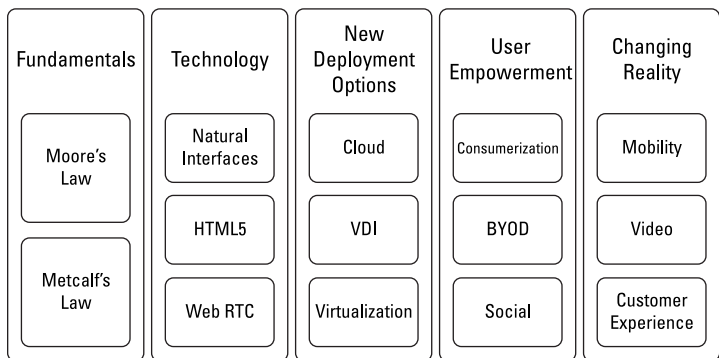 Fundamentals
Moore's
Law
Metcalf's
Law
Technology
Natural
Interfaces
HTML5
Web RTC
New
Deployment
Options
Cloud
VDI
Virtualization
User
Empowerment
Consumerization
BYOD
Social
Changing
Reality
Mobility
Video
Customer
Experience